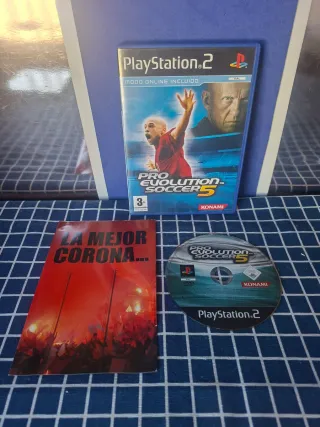 PlayStation®2
MODO ONLINE INCLUIDO
PRO
EVOLUTION
SOCCER 5
3+
KONAMI
LA MEJOR
CORONA...
PRO
EVOLUTION
SOCCER 5
KONAMI
PlayStation®2